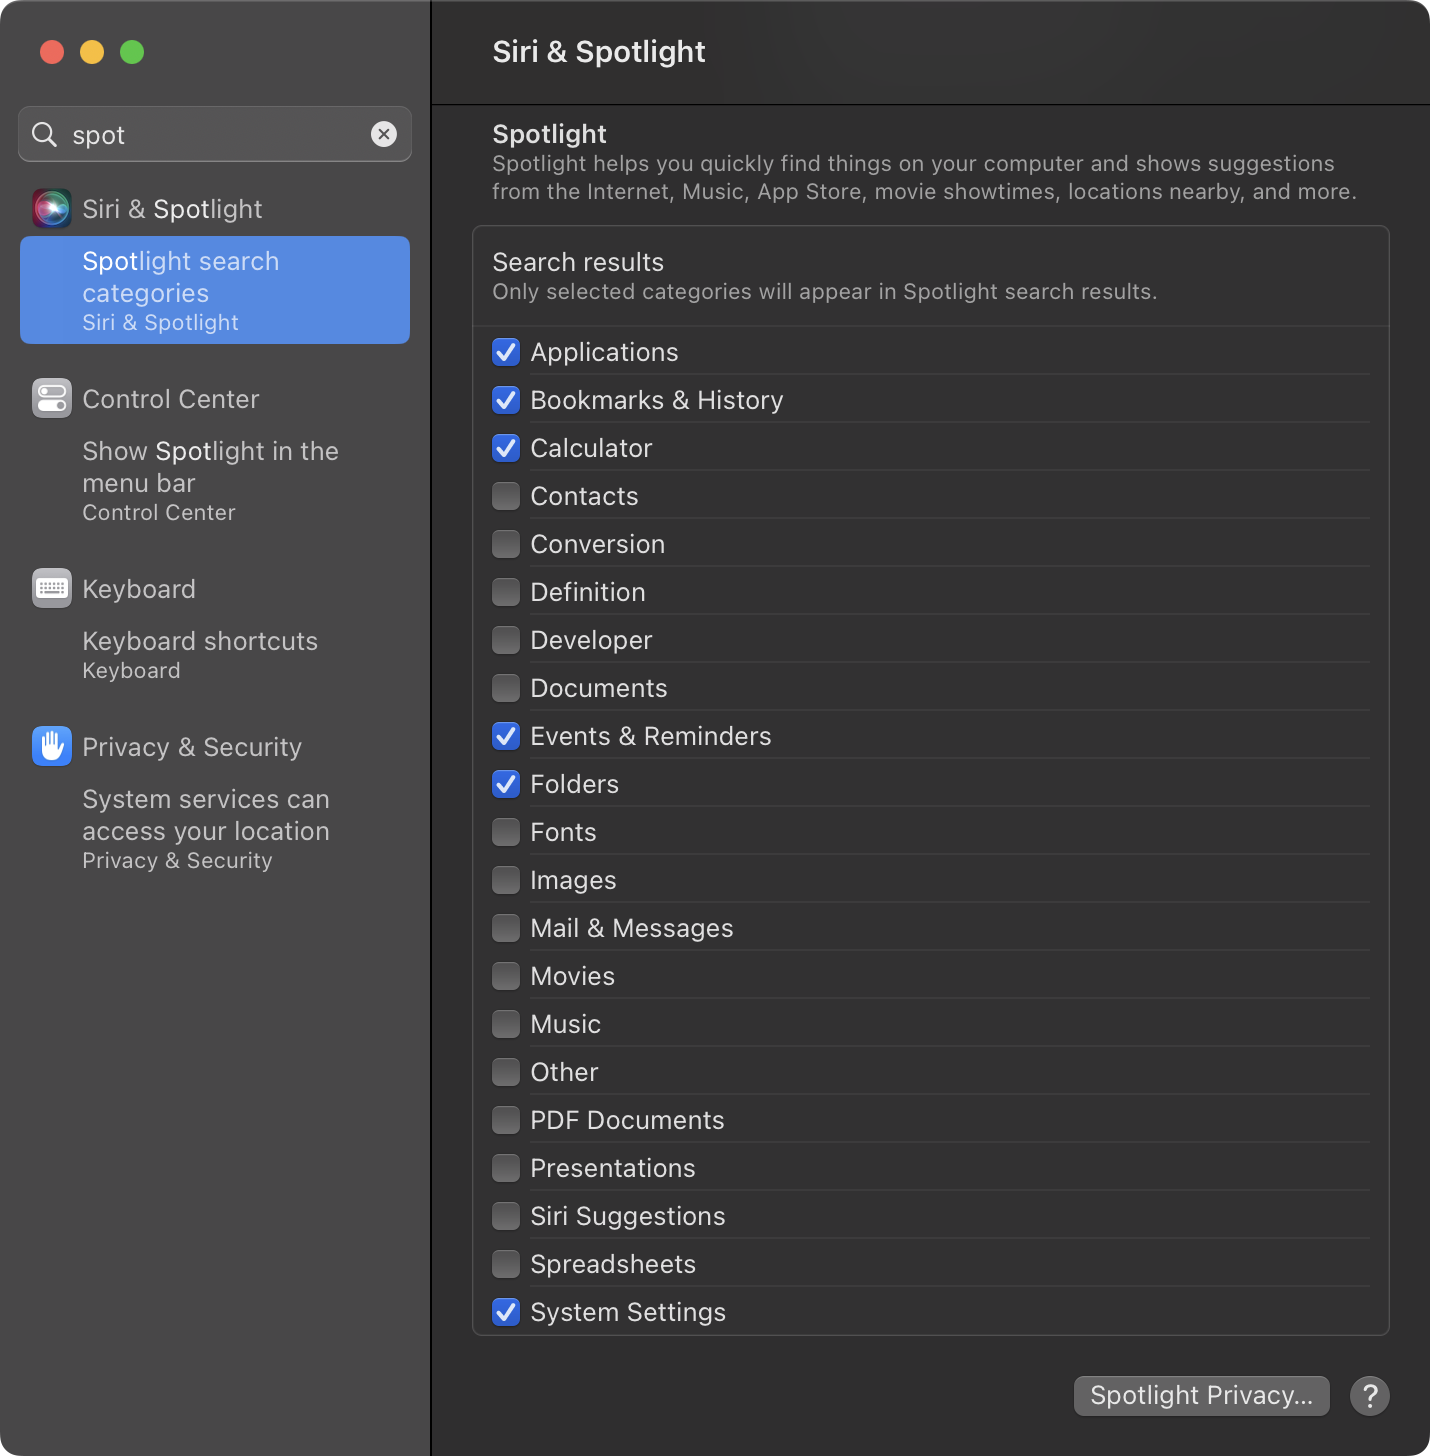 spot
Siri & Spotlight
Spotlight search
categories
Siri & Spotlight
Control Center
Show Spotlight in the
menu bar
Control Center
Keyboard
Keyboard shortcuts
Keyboard
Privacy & Security
System services can
access your location
Privacy & Security
Siri & Spotlight
Spotlight
Spotlight helps you quickly find things on your computer and shows suggestions
from the Internet, Music, App Store, movie showtimes, locations nearby, and more.
Search results
Only selected categories will appear in Spotlight search results.
Applications
Bookmarks & History
Calculator
Contacts
Conversion
Definition
Developer
Documents
Events & Reminders
Folders
Fonts
Images
Mail & Messages
Movies
Music
Other
PDF Documents
Presentations
Siri Suggestions
Spreadsheets
System Settings
Spotlight Privacy...
?